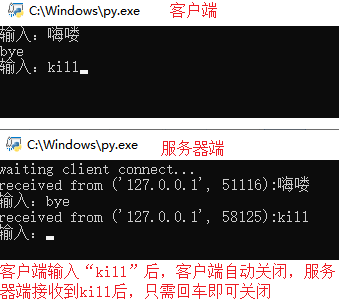 C:\Windows\py.exe 客户端
输入：嗨喽
bye
输入：kill
C:\Windows\py.exe 服务器端
waiting client connect...
received from ('127.0.0.1', 51116):嗨喽
输入：bye
received from ('127.0.0.1', 58125):kill
输入：
客户端输入“kill”后，客户端自动关闭，服务
器端接收到kill后，只需回车即可关闭